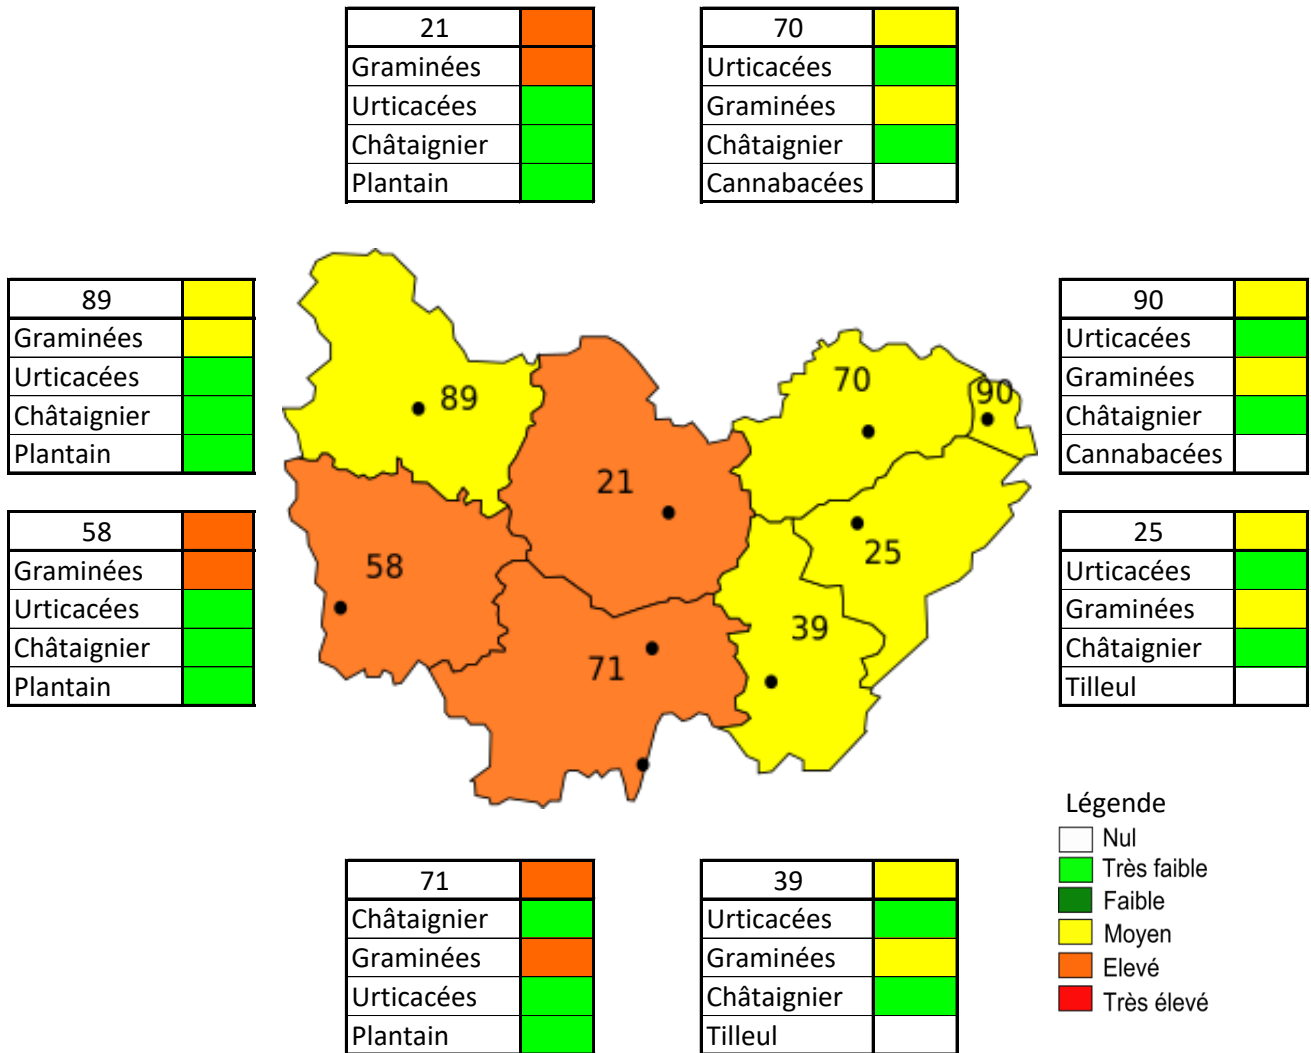 21
Graminées
Urticacées
Châtaignier
Plantain
70
Urticacées
Graminées
Châtaignier
Cannabacées
89
Graminées
Urticacées
Châtaignier
Plantain
58
Graminées
Urticacées
Châtaignier
Plantain
89
21
70
90
58
25
71
39
90
Urticacées
Graminées
Châtaignier
Cannabacées
25
Urticacées
Graminées
Châtaignier
Tilleul
71
Châtaignier
Graminées
Urticacées
Plantain
39
Urticacées
Graminées
Châtaignier
Tilleul
Légende
Nul
Très faible
Faible
Moyen
Elevé
Très élevé